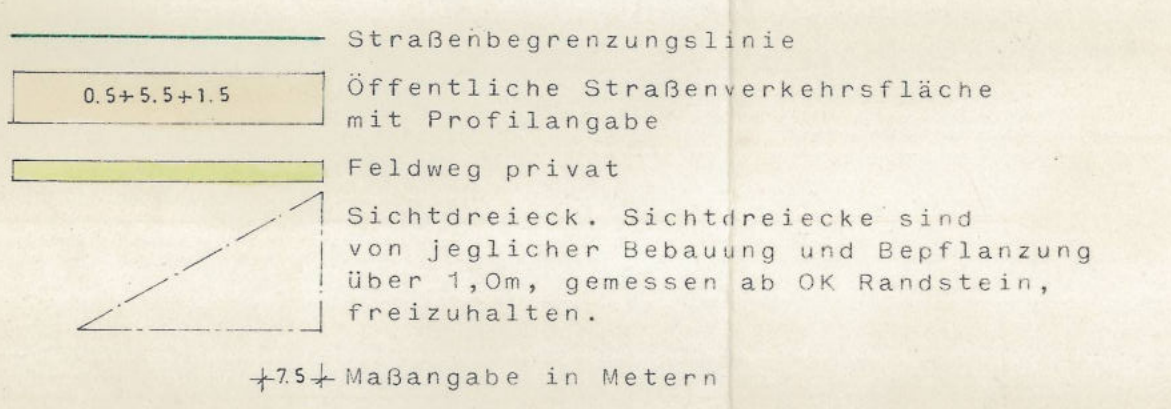 Straßenbegrenzungslinie
0.5+5.5+1.5
Öffentliche Straßenverkehrsfläche
mit Profilangabe
Feldweg privat
Sichtdreieck. Sichtdreiecke sind
von jeglicher Bebauung und Bepflanzung
über 1,0m, gemessen ab OK Randstein,
freizuhalten.
7.5 Maßangabe in Metern